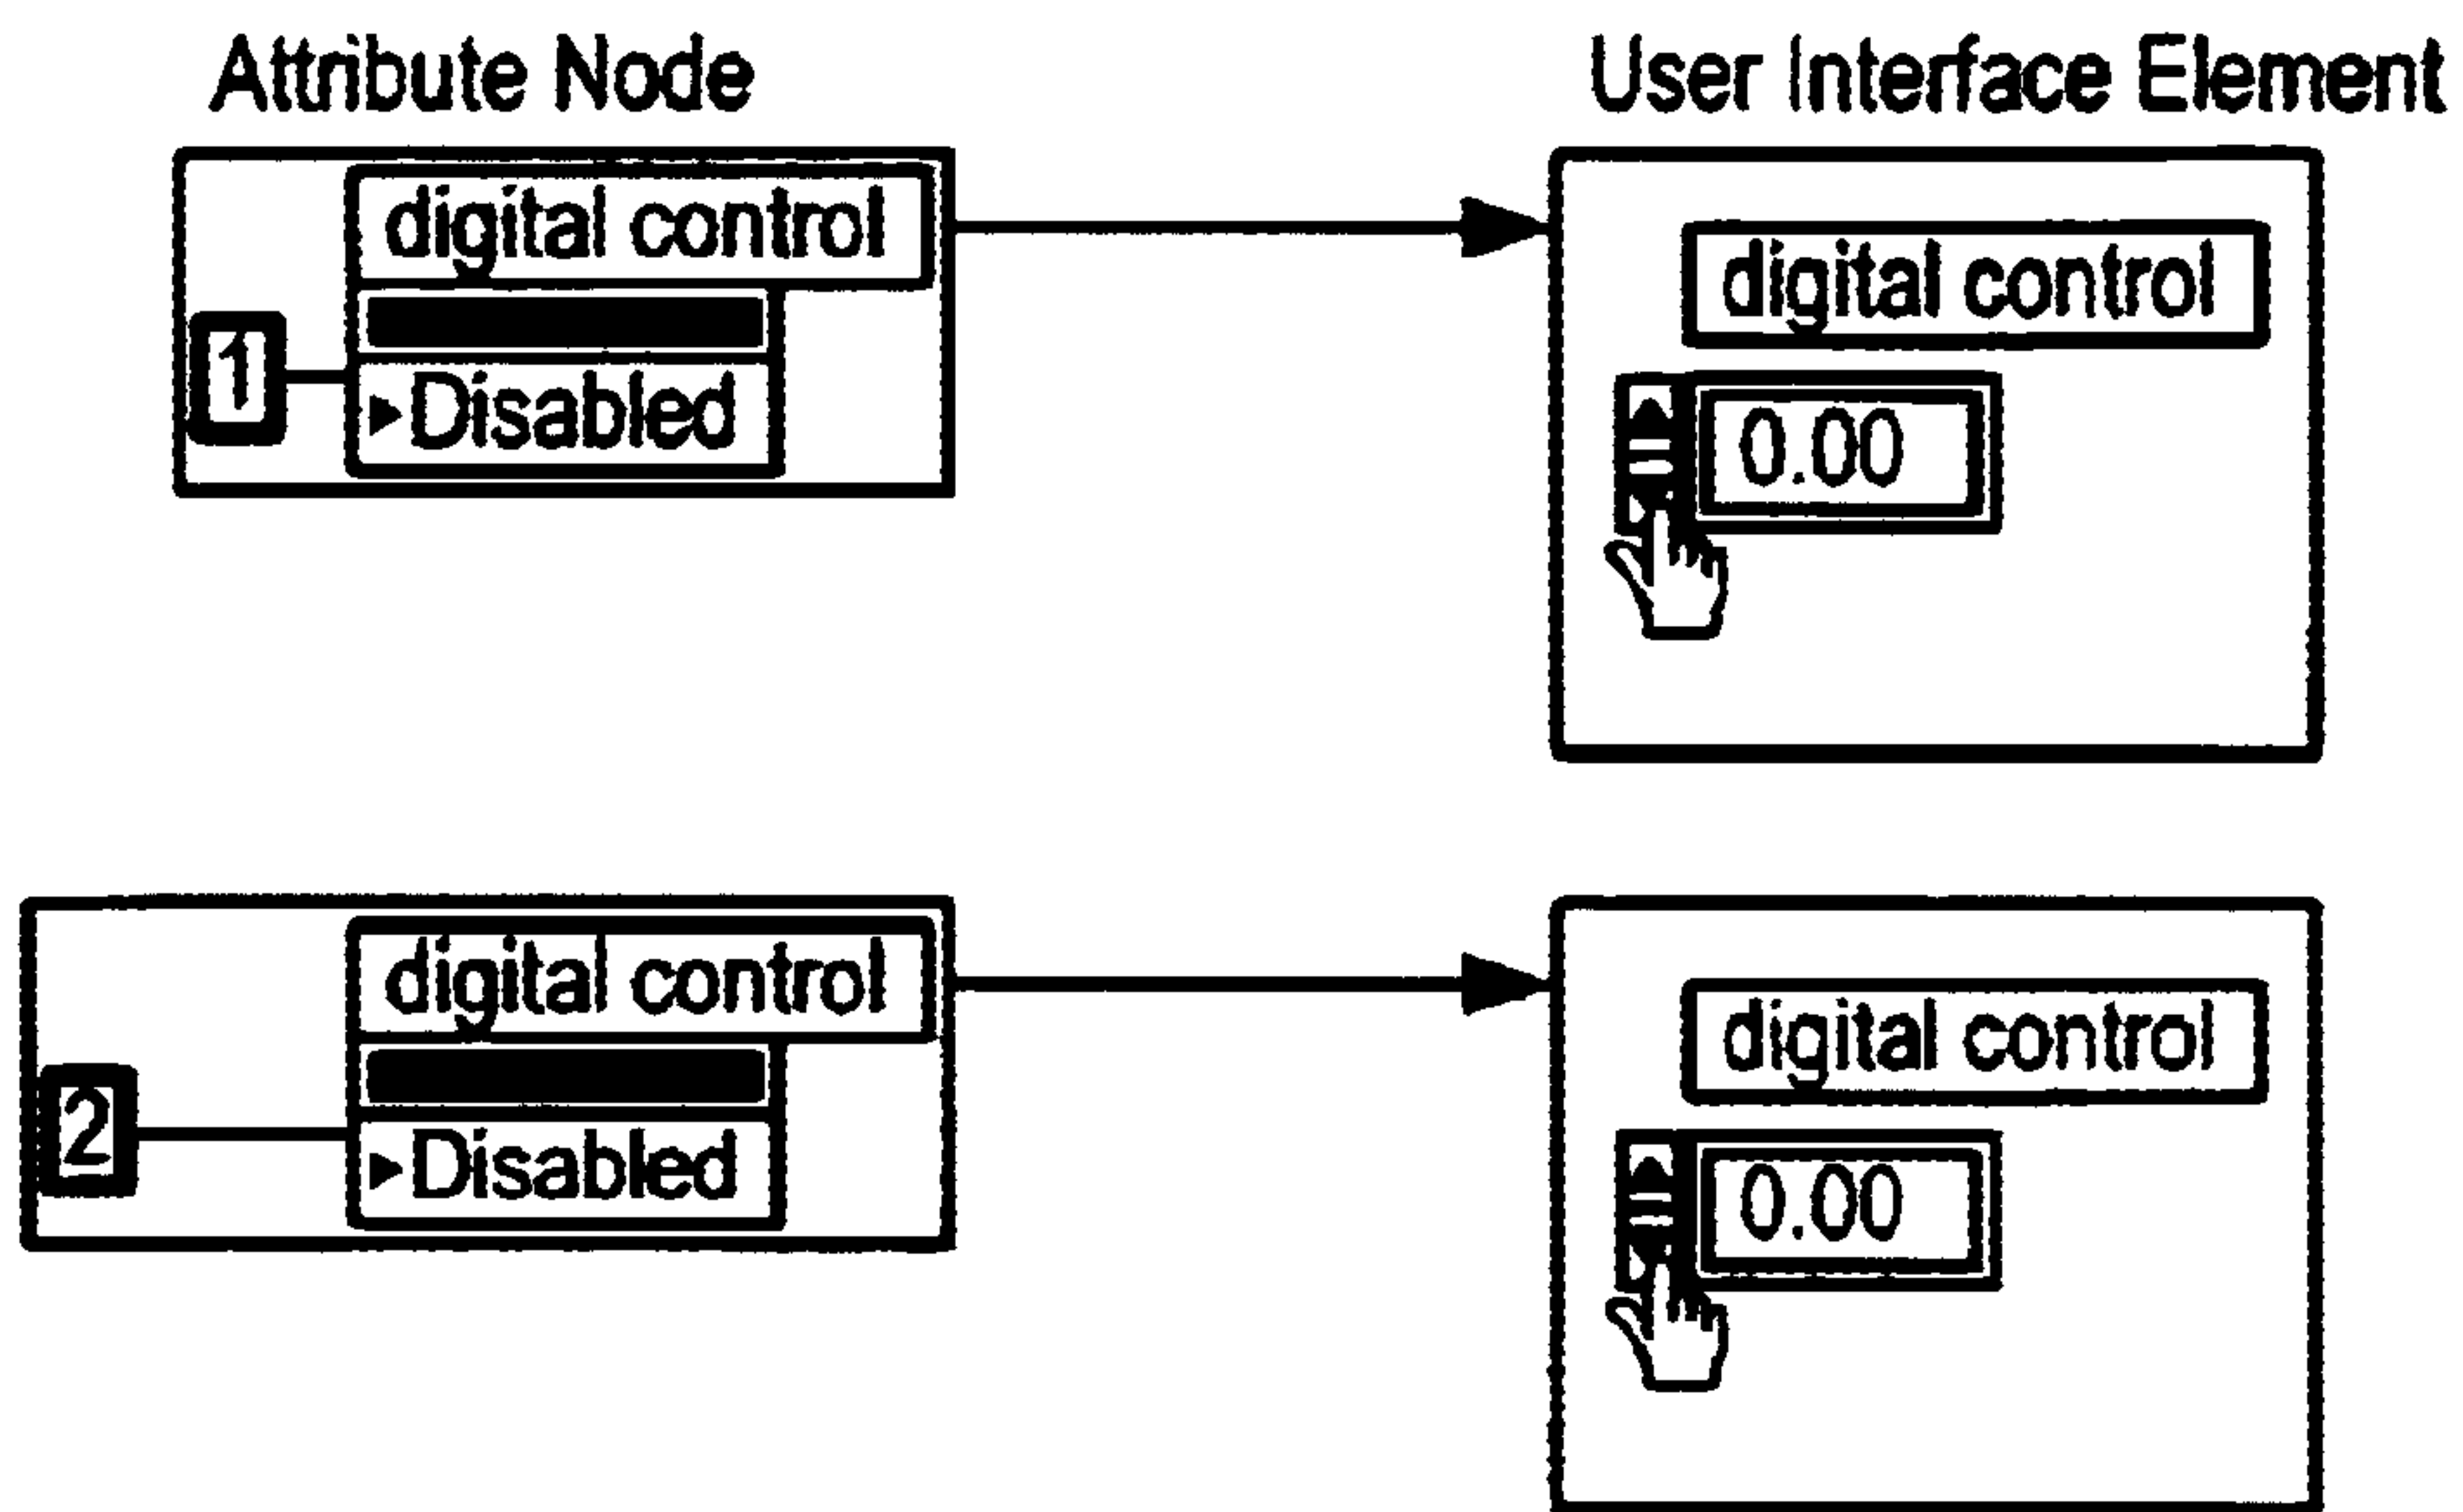 Attribute Node
User Interface Element
digital control
1
▸Disabled
digital control
0.00
digital control
2
▸Disabled
digital control
0.00